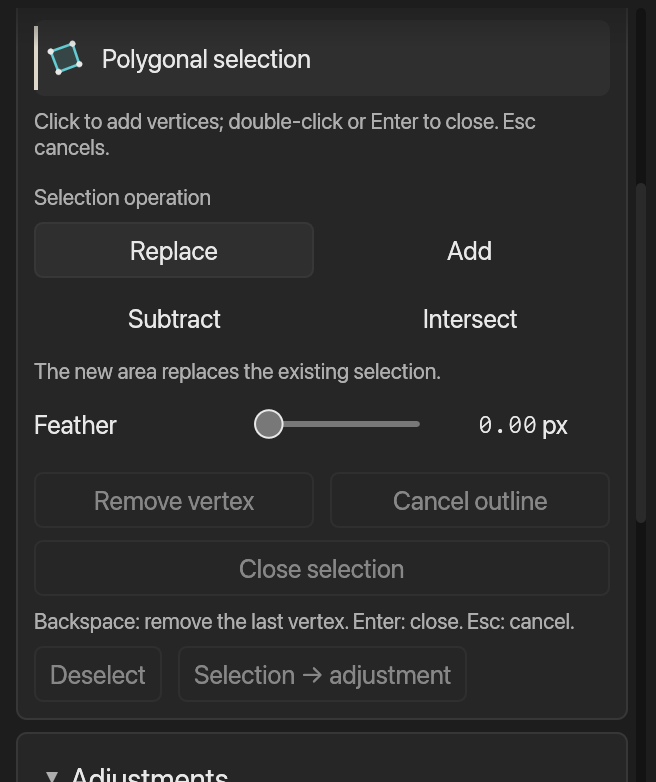 Polygonal selection
Click to add vertices; double-click or Enter to close. Esc
cancels.
Selection operation
Replace
Add
Subtract
Intersect
The new area replaces the existing selection.
Feather
0.00 px
Remove vertex
Cancel outline
Close selection
Backspace: remove the last vertex. Enter: close. Esc: cancel.
Deselect
Selection → adjustment
▼ Adjustments